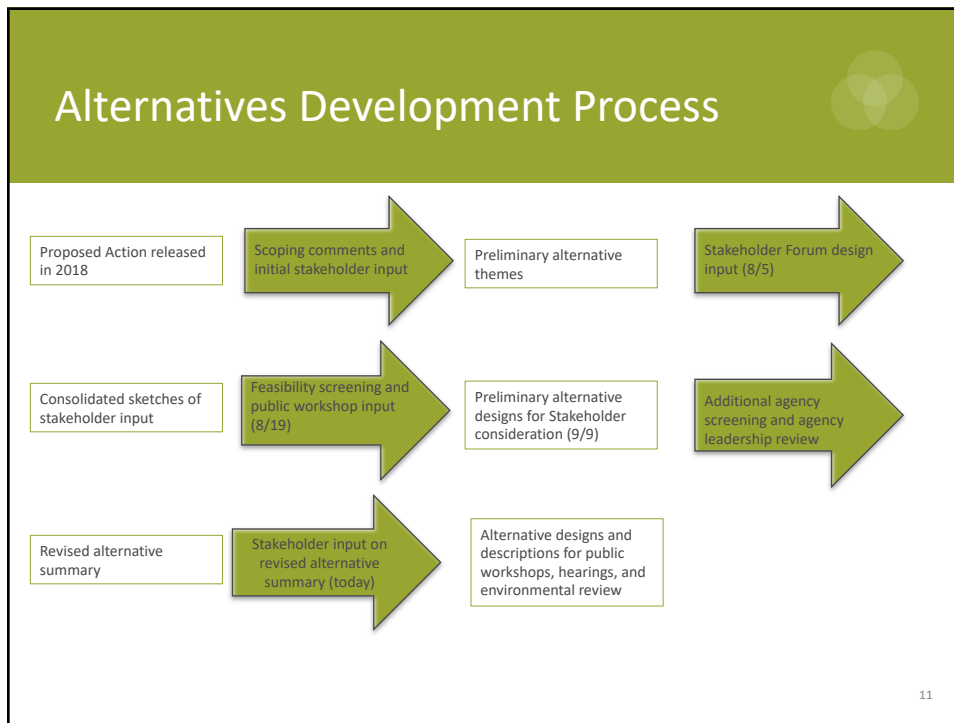 Alternatives Development Process
Proposed Action released
in 2018
Scoping comments and
initial stakeholder input
Preliminary alternative
themes
Stakeholder Forum design
input (8/5)
Consolidated sketches of
stakeholder input
Feasibility screening and
public workshop input
(8/19)
Preliminary alternative
designs for Stakeholder
consideration (9/9)
Additional agency
screening and agency
leadership review
Revised alternative
summary
Stakeholder input on
revised alternative
summary (today)
Alternative designs and
descriptions for public
workshops, hearings, and
environmental review
11